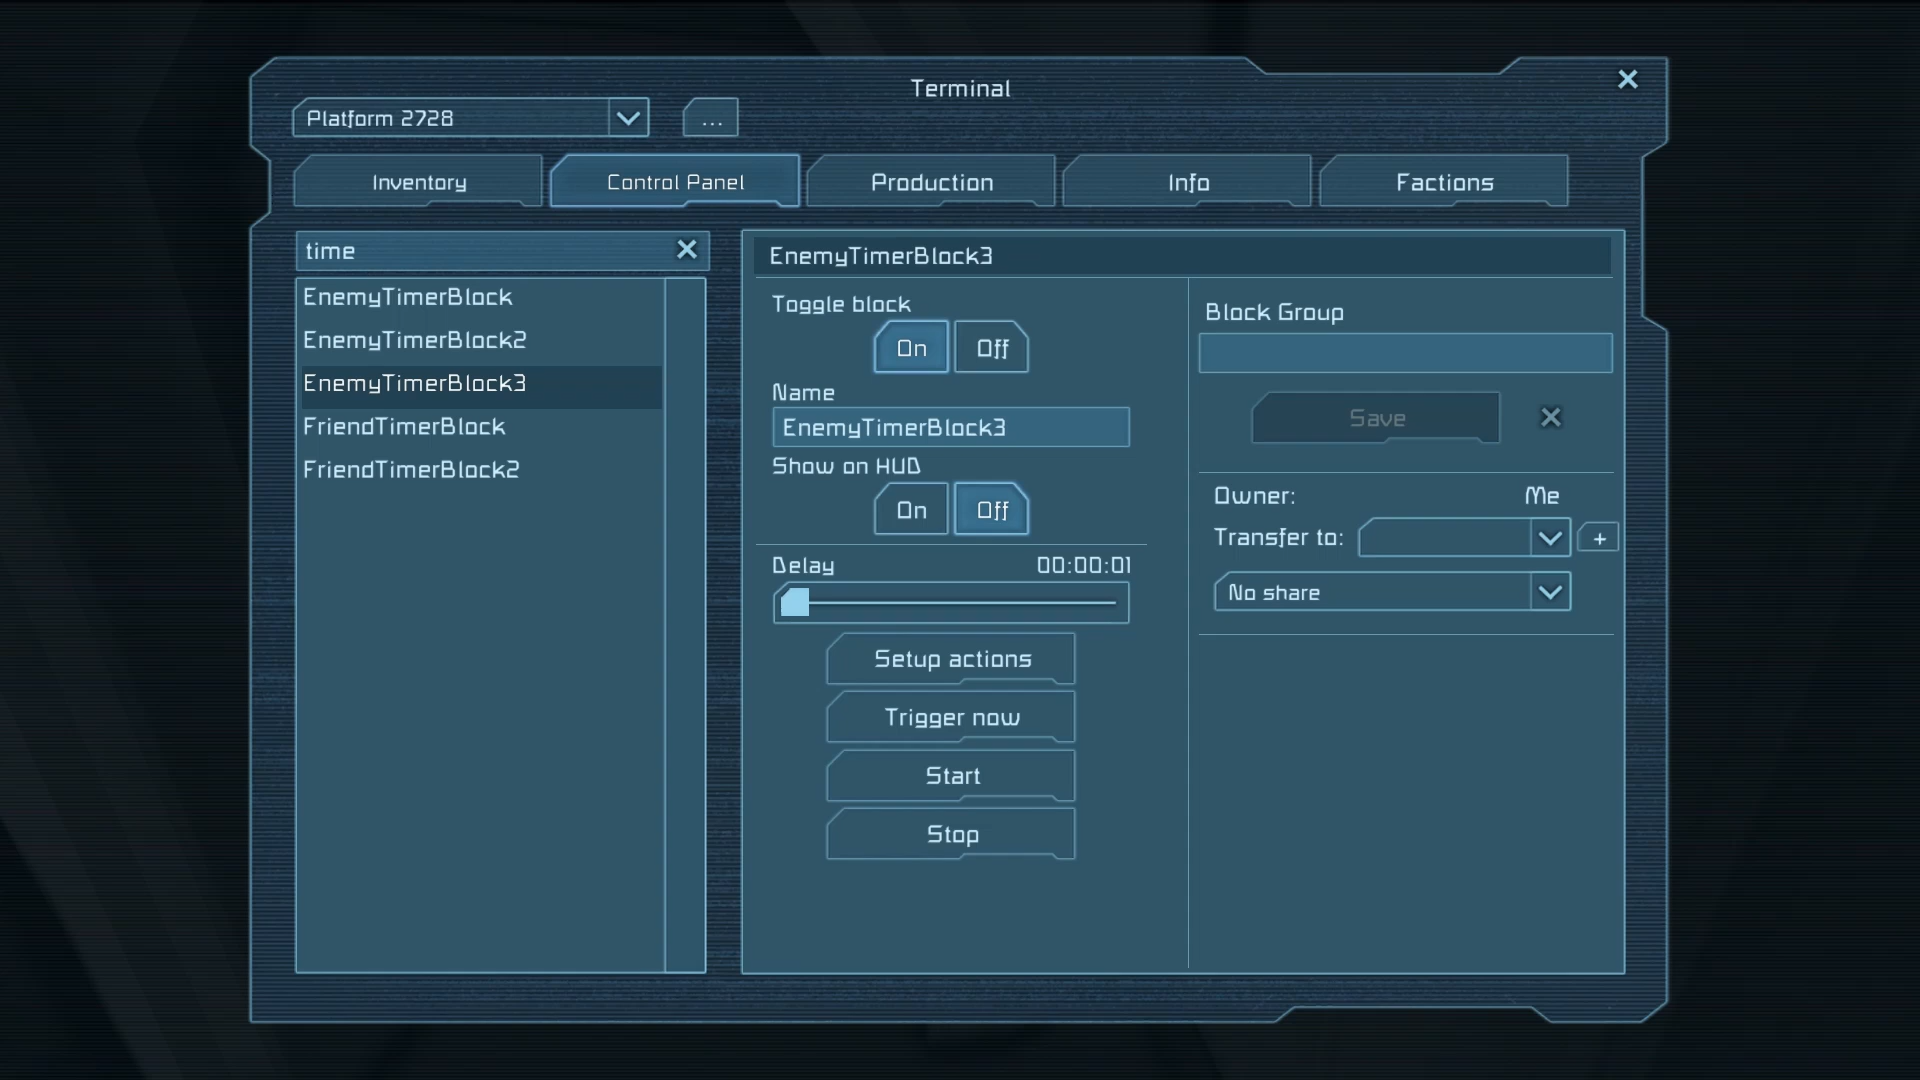 Terminal
Platform 2728
...
Inventory
Control Panel
Production
Info
Factions
time
EnemyTimerBlock
EnemyTimerBlock2
EnemyTimerBlock3
FriendTimerBlock
FriendTimerBlock2
EnemyTimerBlock3
Toggle block
On
Off
Name
EnemyTimerBlock3
Show on HUD
On
Off
Delay 00:00:01
Setup actions
Trigger now
Start
Stop
Block Group
Save
Owner: Me
Transfer to:
+
No share